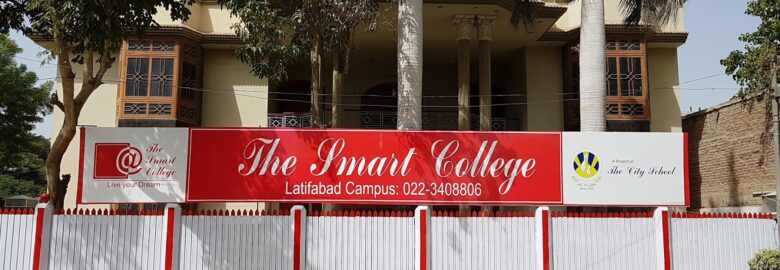 The
Smart
College
Live your Dream
The Smart College
Latifabad Campus: 022-3408806
A Project of
The City School